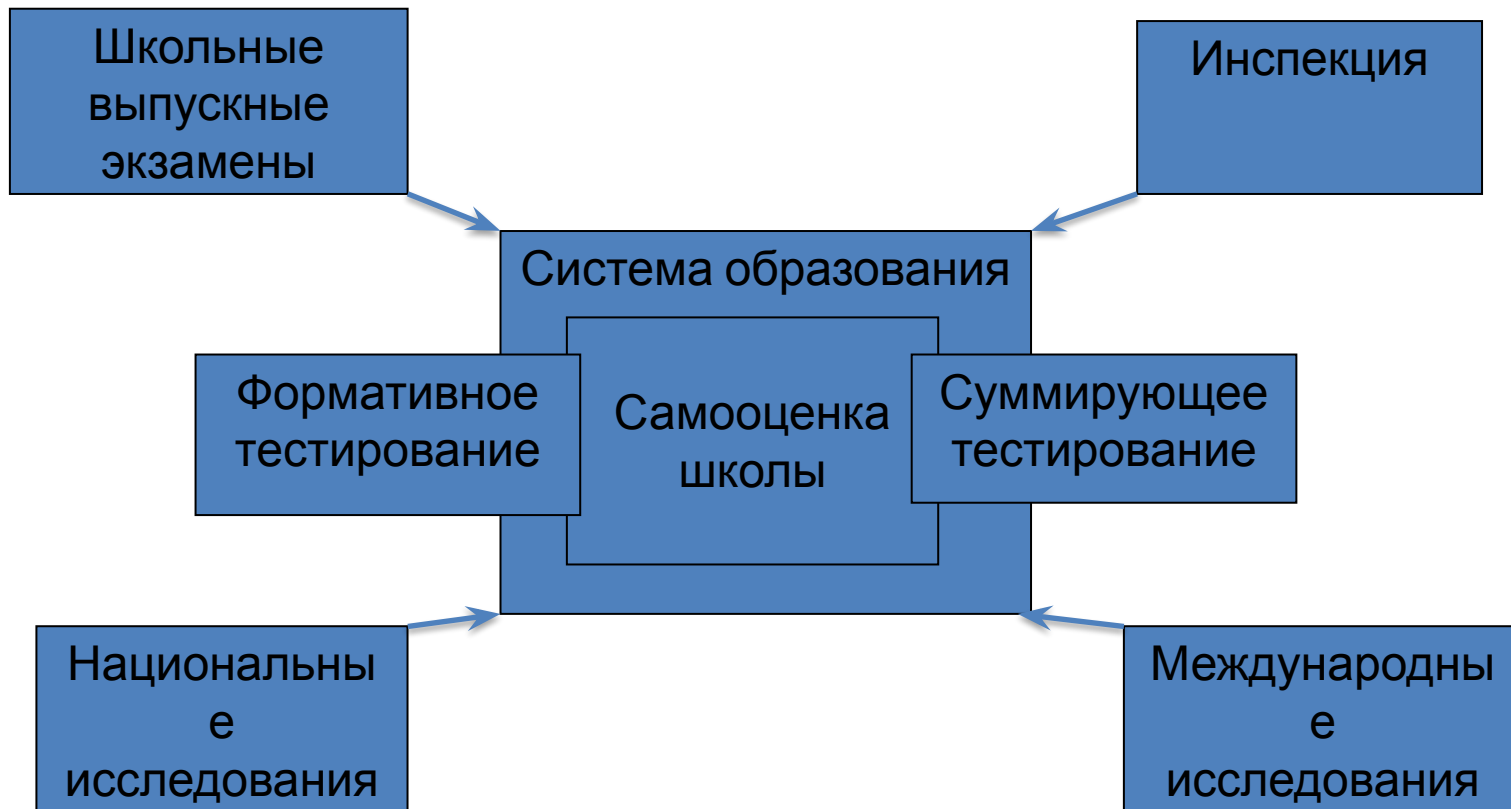 Школьные
выпускные
экзамены
Инспекция
Система образования
Формативное
тестирование
Самооценка
школы
Суммирующее
тестирование
Национальны
е
исследования
Международны
е
исследования